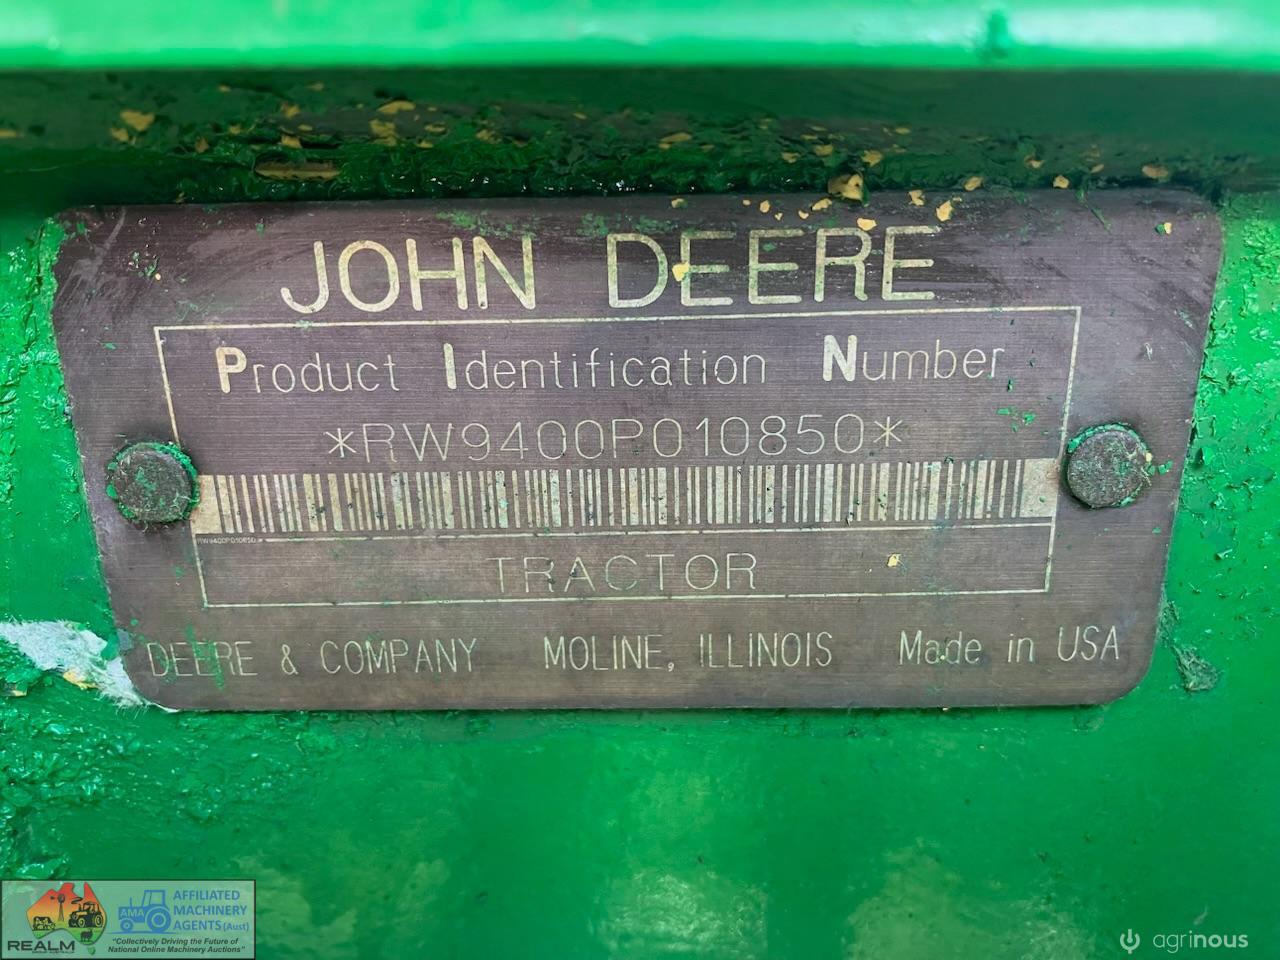 JOHN DEERE
Product Identification Number
*RW9400P010850*
RW9400P010850
TRACTOR
DEERE & COMPANY MOLINE, ILLINOIS Made in USA
REALM
AMA
AFFILIATED
MACHINERY
AGENTS (Aust)
"Collectively Driving the Future of
National Online Machinery Auctions"
agrinous